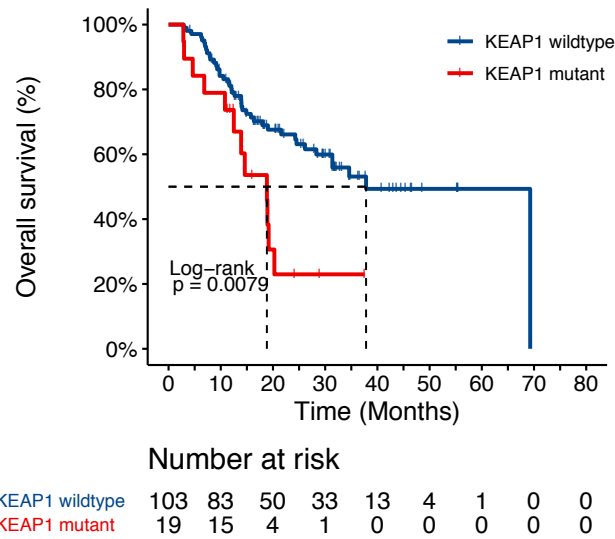 100%
80%
60%
40%
20%
0%
Overall survival (%)
KEAP1 wildtype
KEAP1 mutant
Log-rank
p = 0.0079
0 10 20 30 40 50 60 70 80
Time (Months)
Number at risk
KEAP1 wildtype 103 83 50 33 13 4 1 0 0
KEAP1 mutant 19 15 4 1 0 0 0 0 0